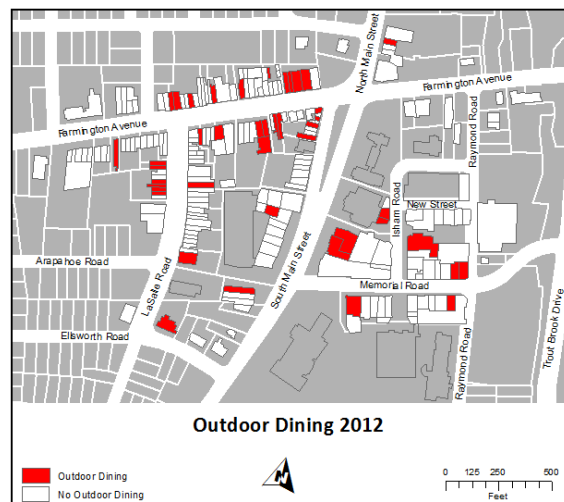 North Main Street
Farmington Avenue
Raymond Road
Farmington Avenue
Isham Road
New Street
Arapahoe Road
LaSalle Road
South Main Street
Memorial Road
Ellsworth Road
Raymond Road
Trout Brook Drive
Outdoor Dining 2012
Outdoor Dining
No Outdoor Dining
N
0 125 250 500
Feet